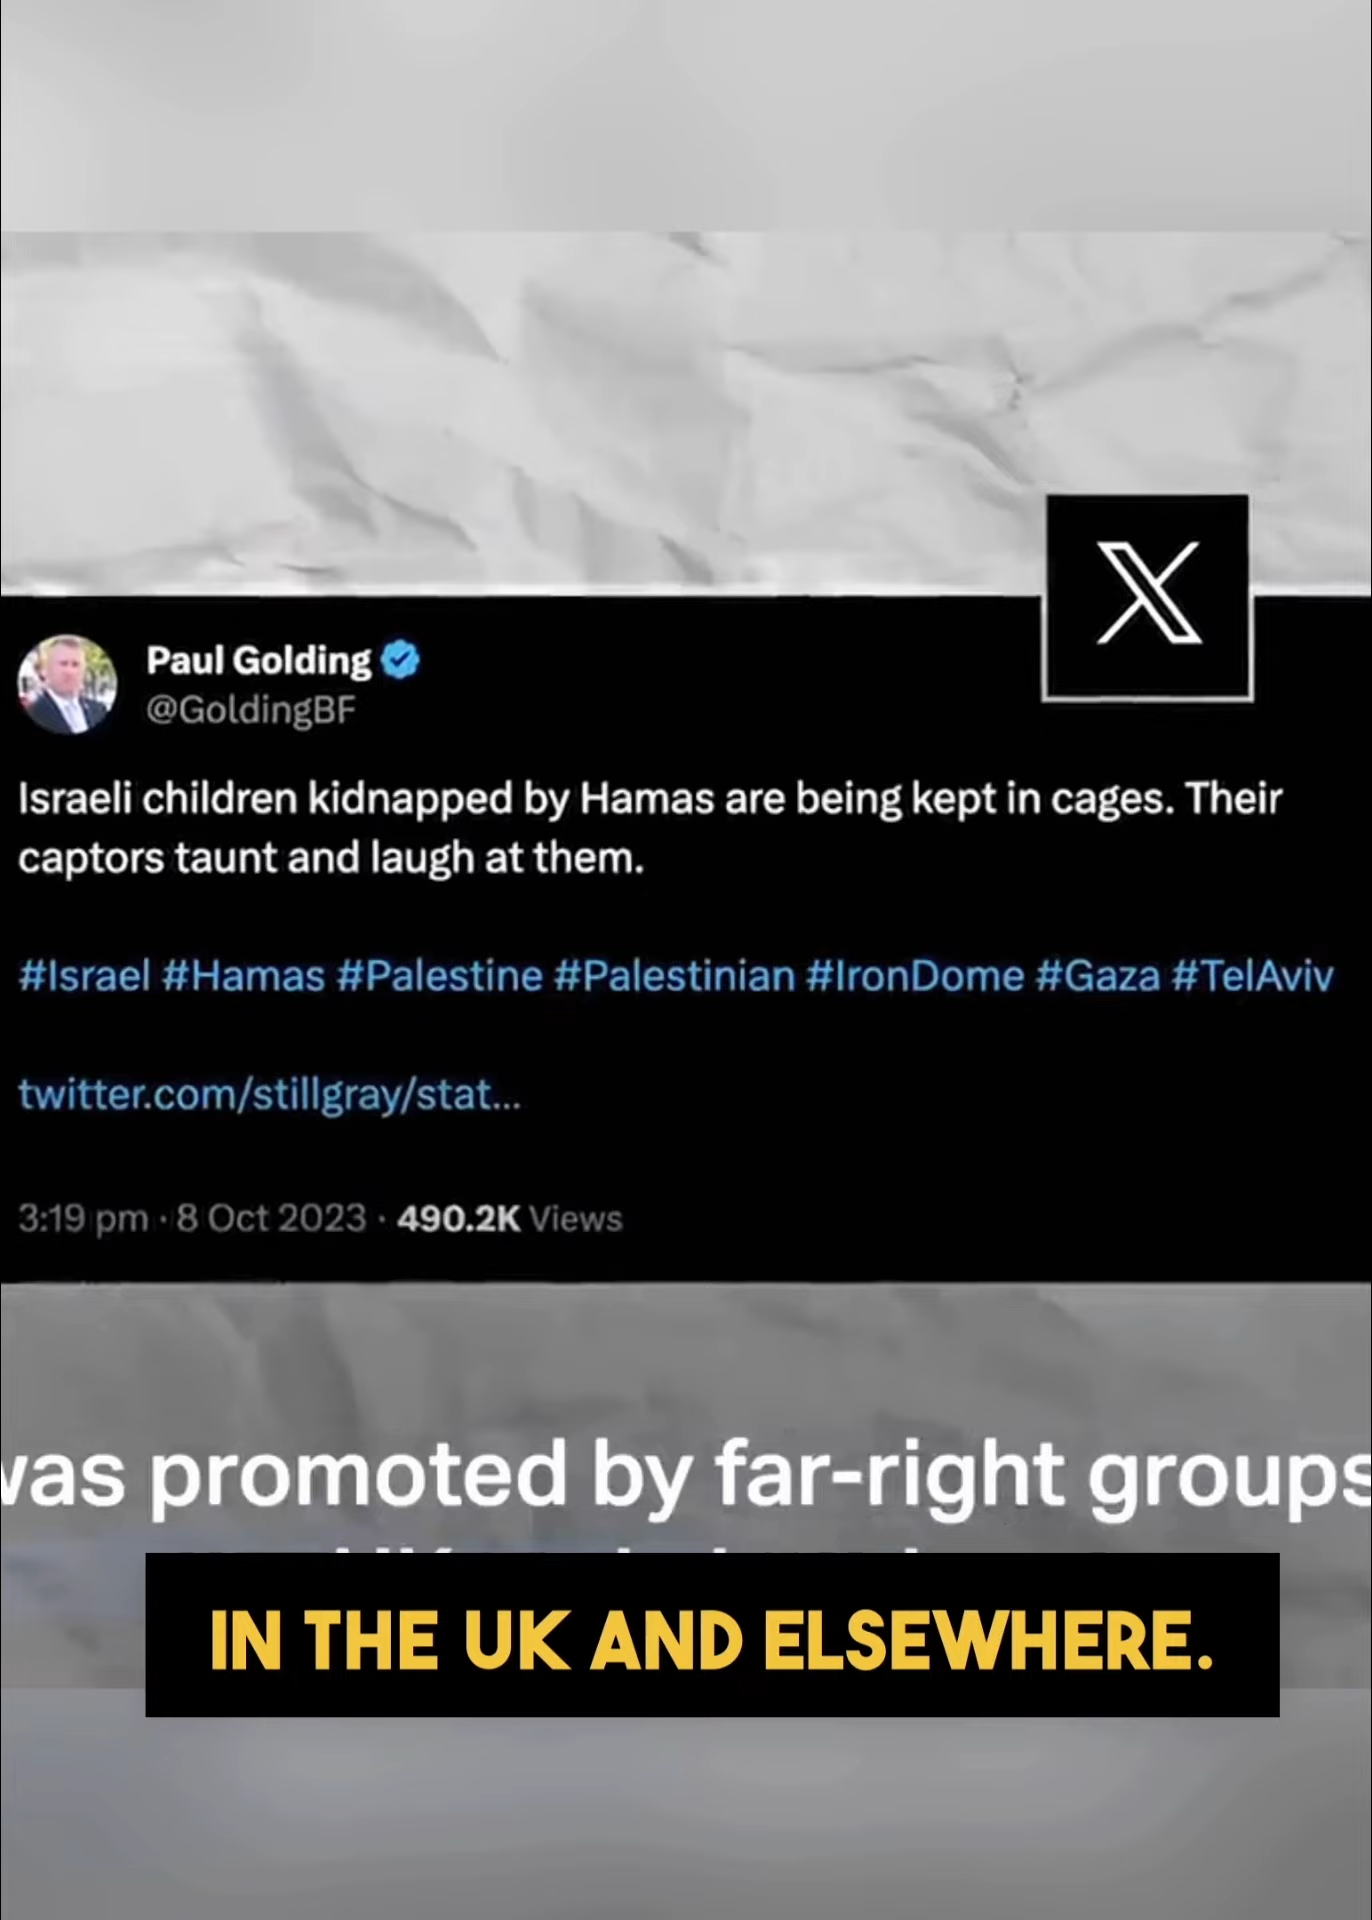 Paul Golding
@GoldingBF
Israeli children kidnapped by Hamas are being kept in cages. Their
captors taunt and laugh at them.
#Israel #Hamas #Palestine #Palestinian #IronDome #Gaza #TelAviv
twitter.com/stillgray/stat...
3:19 pm · 8 Oct 2023 · 490.2K Views
was promoted by far-right groups
IN THE UK AND ELSEWHERE.